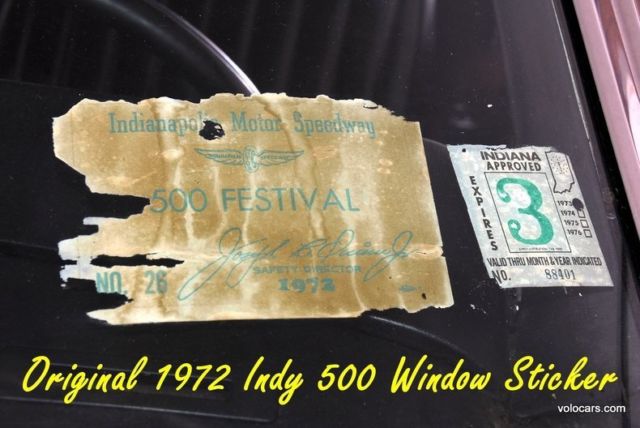 Indianapolis Motor Speedway
500 FESTIVAL
NO. 26
SAFETY DIRECTOR
1972
INDIANA
APPROVED
EXPIRES
3
1973
1974
1975
1976
VALID THRU MONTH & YEAR INDICATED
NO. 88401
Original 1972 Indy 500 Window Sticker
volocars.com